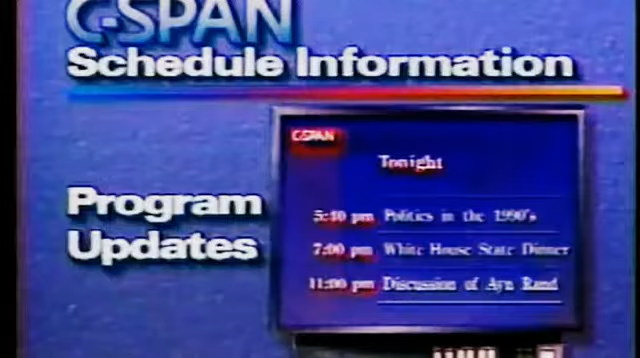 C-SPAN
Schedule Information
C-SPAN
Tonight
Program
Updates
5:30 pm Politics in the 1990's
7:00 pm White House State Dinner
11:00 pm Discussion of Ayn Rand